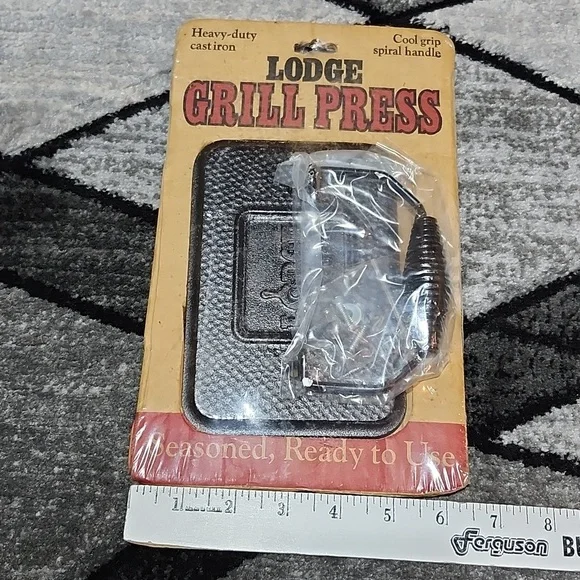 Heavy-duty
cast iron
Cool grip
spiral handle
LODGE
GRILL PRESS
LODGE
Seasoned, Ready to Use
1 2 3 4 5 6 7 8
Ferguson